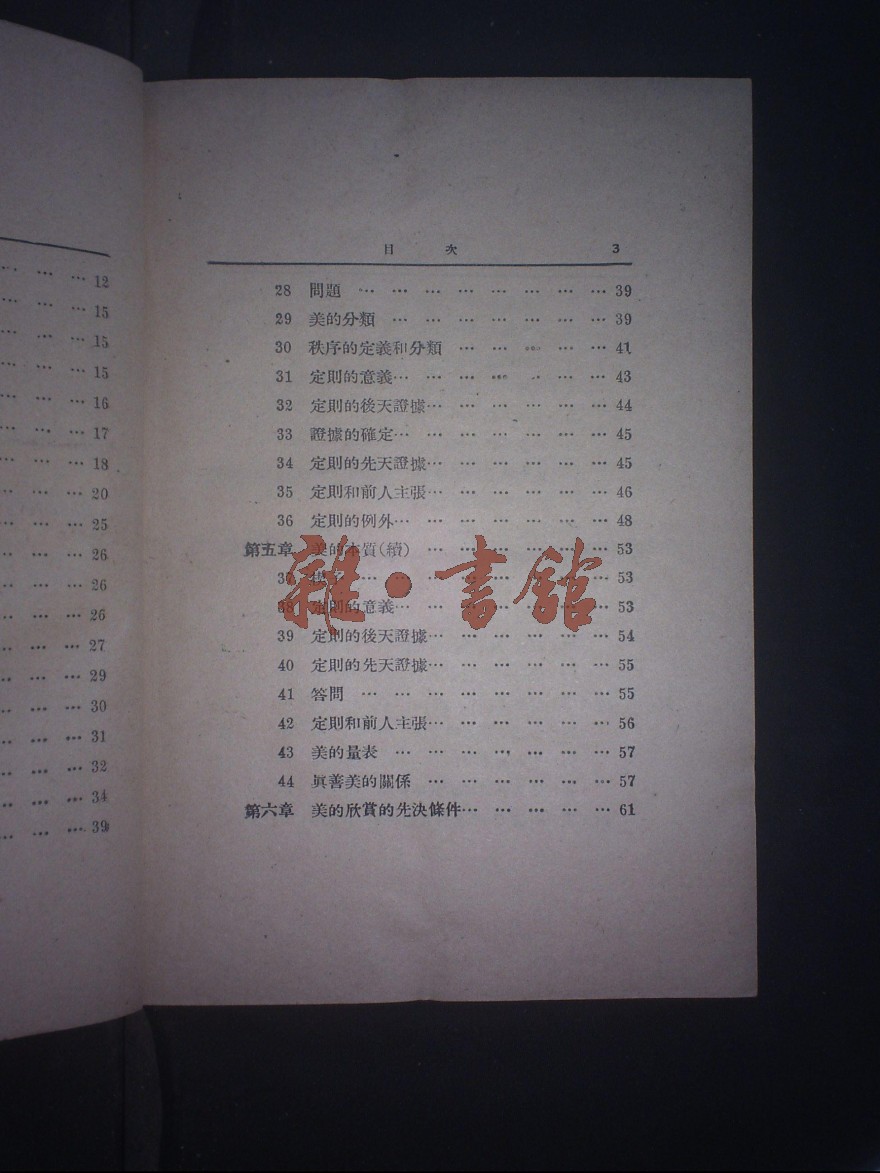 … … … 12
… … … 15
… … 15
… … … 15
… … … 16
… … … 17
… … … 18
… … … 20
… … … 25
… … … 26
… … … 26
… … … 26
… … … 27
… … … 29
… … … 30
… … … 31
… … … 32
… … … 34
… … … 39
目 次 3
28 問題 … … … … … … … … 39
29 美的分類 … … … … … … … 39
30 秩序的定義和分類 … … … … … 41
31 定則的意義… … … … … … … 43
32 定則的後天證據… … … … … … 44
33 證據的確定… … … … … … … 45
34 定則的先天證據… … … … … … 45
35 定則和前人主張… … … … … … 46
36 定則的例外… … … … … … … 48
第五章 美的本質(續) … … … … … … 53
37 … … … … … … … … 53
38 定則的意義… … … … … … … 53
39 定則的後天證據… … … … … … 54
40 定則的先天證據… … … … … … 55
41 答問 … … … … … … … … 55
42 定則和前人主張… … … … … … 56
43 美的量表 … … … … … … … 57
44 眞善美的關係 … … … … … … 57
第六章 美的欣賞的先決條件… … … … … 61
雜·書館